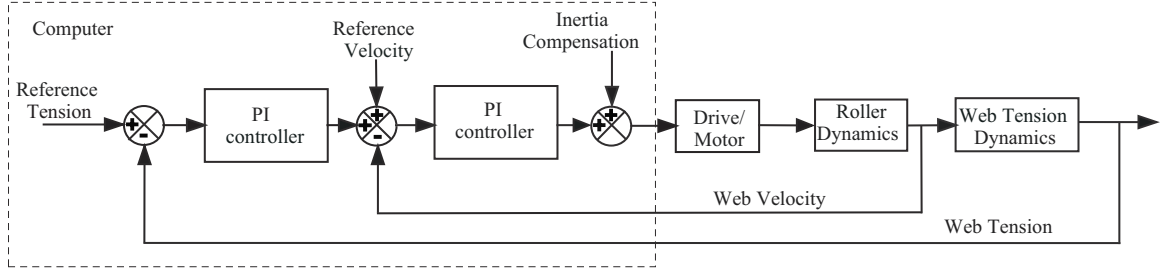 Computer
Reference
Velocity
Inertia
Compensation
Reference
Tension
PI
controller
PI
controller
Drive/
Motor
Roller
Dynamics
Web Tension
Dynamics
+
-
+
+
-
+
+
Web Velocity
Web Tension